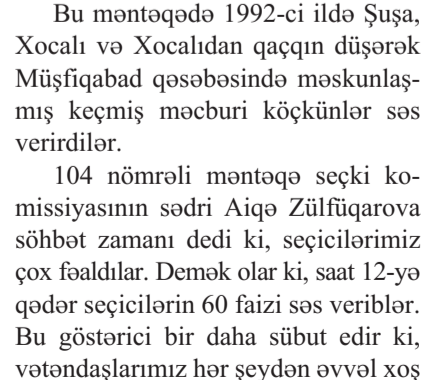 Bu məntəqədə 1992-ci ildə Şuşa,
Xocalı və Xocalıdan qaçqın düşərək
Müşfiqabad qəsəbəsində məskunlaş-
mış keçmiş məcburi köçkünlər səs
verirdilər.
104 nömrəli məntəqə seçki ko-
missiyasının sədri Aiqə Zülfüqarova
söhbət zamanı dedi ki, seçicilərimiz
çox fəaldılar. Demək olar ki, saat 12-yə
qədər seçicilərin 60 faizi səs veriblər.
Bu göstərici bir daha sübut edir ki,
vətəndaşlarımız hər şeydən əvvəl xoş